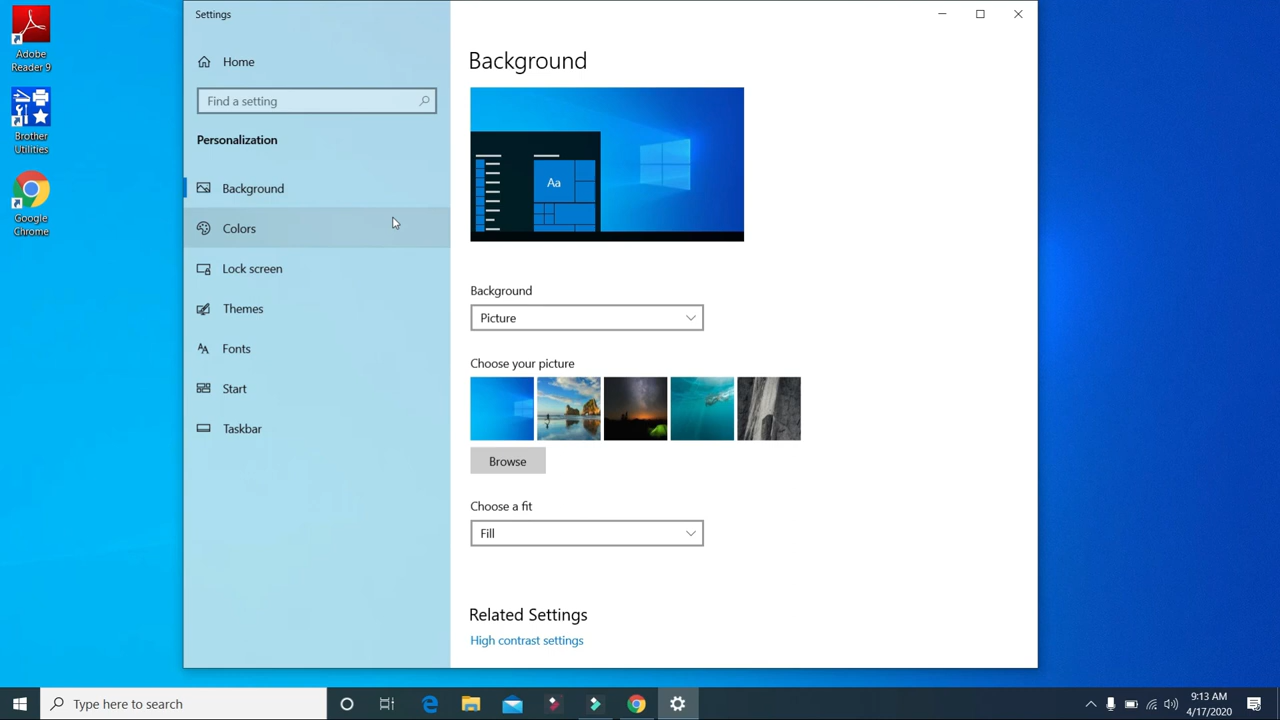 Adobe
Reader 9
Brother
Utilities
Google
Chrome
Settings
Home
Find a setting
Personalization
Background
Colors
Lock screen
Themes
Fonts
Start
Taskbar
Background
Aa
Background
Picture
Choose your picture
Browse
Choose a fit
Fill
Related Settings
High contrast settings
Type here to search
9:13 AM
4/17/2020